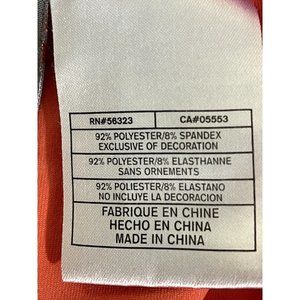 RN#56323 CA#05553
92% POLYESTER/8% SPANDEX
EXCLUSIVE OF DECORATION
92% POLYESTER/8% ELASTHANNE
SANS ORNEMENTS
92% POLIESTER/8% ELASTANO
NO INCLUYE LA DECORACION
FABRIQUE EN CHINE
HECHO EN CHINA
MADE IN CHINA